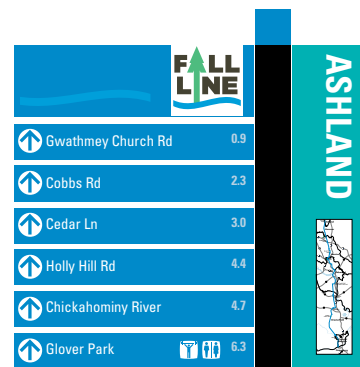 FALL
LINE
ASHLAND
Gwathmey Church Rd 0.9
Cobbs Rd 2.3
Cedar Ln 3.0
Holly Hill Rd 4.4
Chickahominy River 4.7
Glover Park 6.3